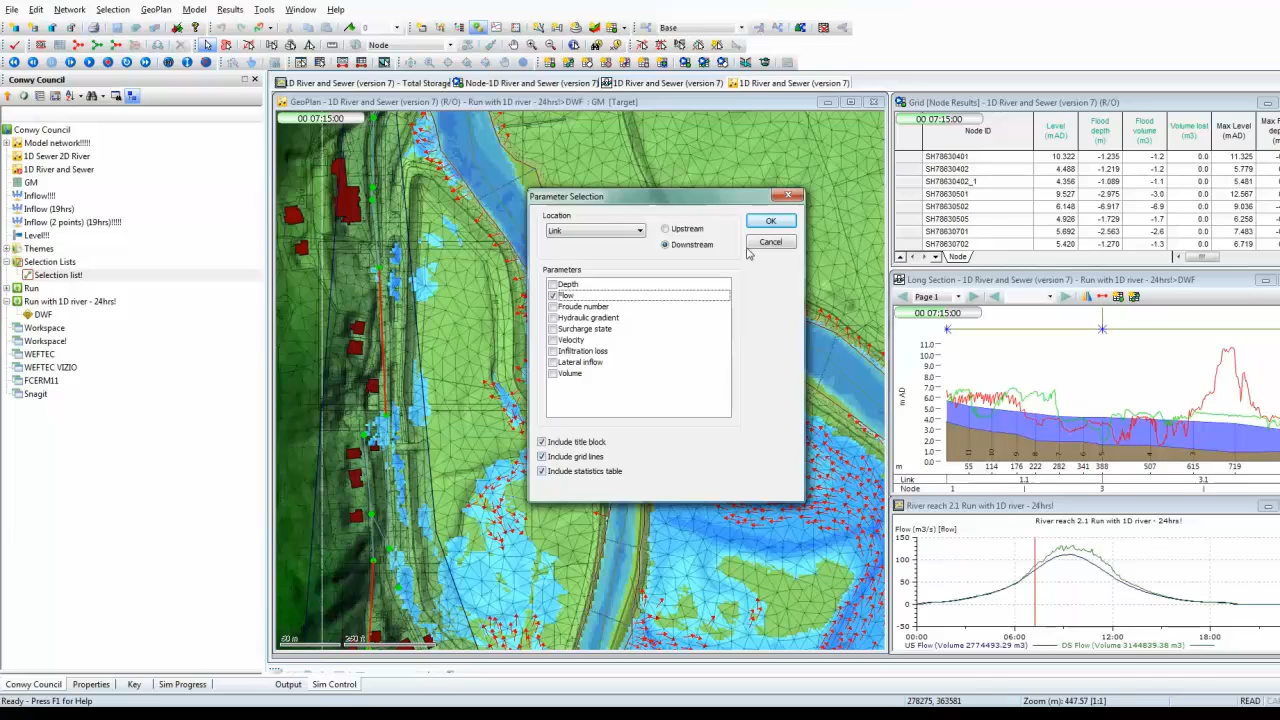 File Edit Network Selection GeoPlan Model Results Tools Window Help
Base
Node
Convy Council
1D River and Sewer (version 7) - Total Storage Node-1D River and Sewer (version 7) 1D River and Sewer (version 7) 1D River and Sewer (version 7)
GeoPlan - 1D River and Sewer (version 7) (R/O) - Run with 1D river - 24hrs!>DWF : GM [Target]
00 07:15:00
Conwy Council
Model network!!!!!
1D Sewer 2D River
1D River and Sewer
GM
Inflow!!!!
Inflow (19hrs)
Inflow (2 points) (19hrs)!!!!!
Level!!!
Themes
Selection Lists
Selection list!
Run
Run with 1D river - 24hrs!
DWF
Workspace
Workspace!
WEFTEC
WEFTEC VIZIO
FCERM11
Snagit
Parameter Selection
Location
Link
Upstream
Downstream
OK
Cancel
Parameters
Depth
Flow
Froude number
Hydraulic gradient
Surcharge state
Velocity
Infiltration loss
Lateral inflow
Volume
Include title block
Include grid lines
Include statistics table
50 m 250 ft
Grid [Node Results] - 1D River and Sewer (version 7) (R/O)
00 07:15:00
Node ID Level (m AD) Flood depth (m) Flood volume (m3) Volume lost (m3) Max Level (m AD) Max Flood dep (m)
SH78630401 10.322 -1.235 -1.2 0.0 11.325
SH78630402 4.488 -1.219 -1.2 0.0 5.779
SH78630402_1 4.356 -1.089 -1.1 0.0 5.481
SH78630501 9.527 -2.975 -3.0 0.0 12.567
SH78630502 6.148 -6.917 -6.9 0.0 9.036
SH78630505 4.926 -1.729 -1.7 0.0 6.258
SH78630701 5.692 -2.631 -2.6 0.0 7.483
SH78630702 5.420 -1.270 -1.3 0.0 6.719
Node
Long Section - 1D River and Sewer (version 7) - Run with 1D river - 24hrs!>DWF
Page 1
00 07:15:00
m AD
11.0
10.0
9.0
8.0
7.0
6.0
5.0
4.0
3.0
2.0
1.0
0.0
m 55 114 176 222 282 341 388 507 615 719
Link 1.1 3.1
Node 1 3
River reach 2.1 Run with 1D river - 24hrs!
River reach 2.1 Run with 1D river - 24hrs!
Flow (m3/s) [flow]
150
100
50
0
-50
00:00 06:00 12:00 18:00
US Flow (Volume 2774493.29 m3) DS Flow (Volume 3144839.38 m3)
Conwy Council Properties Key Sim Progress Output Sim Control
Ready - Press F1 for Help 278275, 363581 Zoom (m): 447.57 [1:1] READ